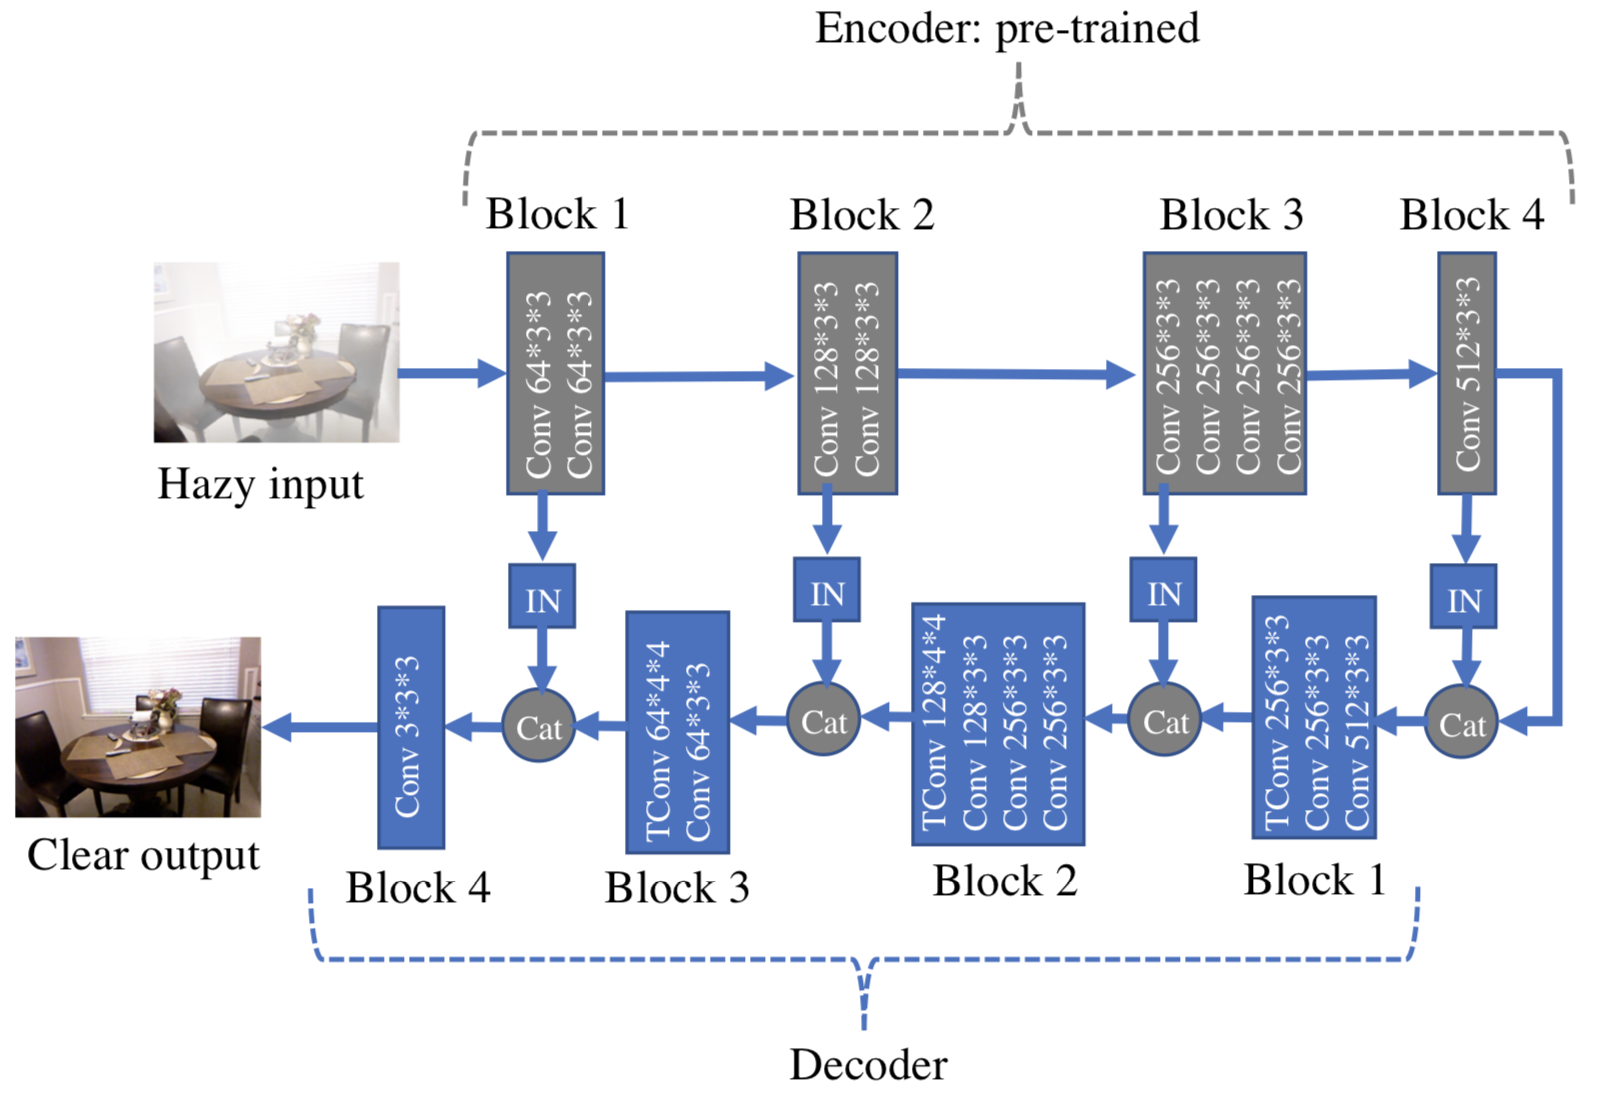 Encoder: pre-trained
Block 1
Block 2
Block 3
Block 4
Conv 64*3*3
Conv 64*3*3
Conv 128*3*3
Conv 128*3*3
Conv 256*3*3
Conv 256*3*3
Conv 256*3*3
Conv 256*3*3
Conv 512*3*3
Hazy input
IN
IN
IN
IN
Cat
Cat
Cat
Cat
Conv 3*3*3
TConv 64*4*4
Conv 64*3*3
TConv 128*4*4
Conv 128*3*3
Conv 256*3*3
Conv 256*3*3
TConv 256*3*3
Conv 256*3*3
Conv 512*3*3
Clear output
Block 4
Block 3
Block 2
Block 1
Decoder